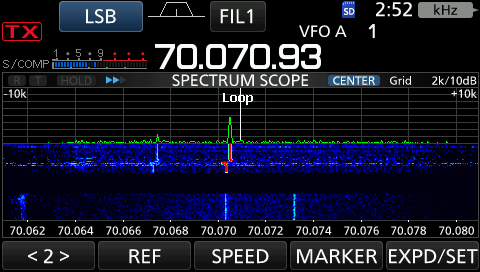 LSB FIL1 SD 2:52 kHz
VFO A 1
TX
1 5 9
S/COMP 70.070.93
R T HOLD SPECTRUM SCOPE CENTER Grid 2k/10dB
-10k +10k
Loop
70.062 70.064 70.066 70.068 70.070 70.072 70.074 70.076 70.078 70.080
< 2 > REF SPEED MARKER EXPD/SET